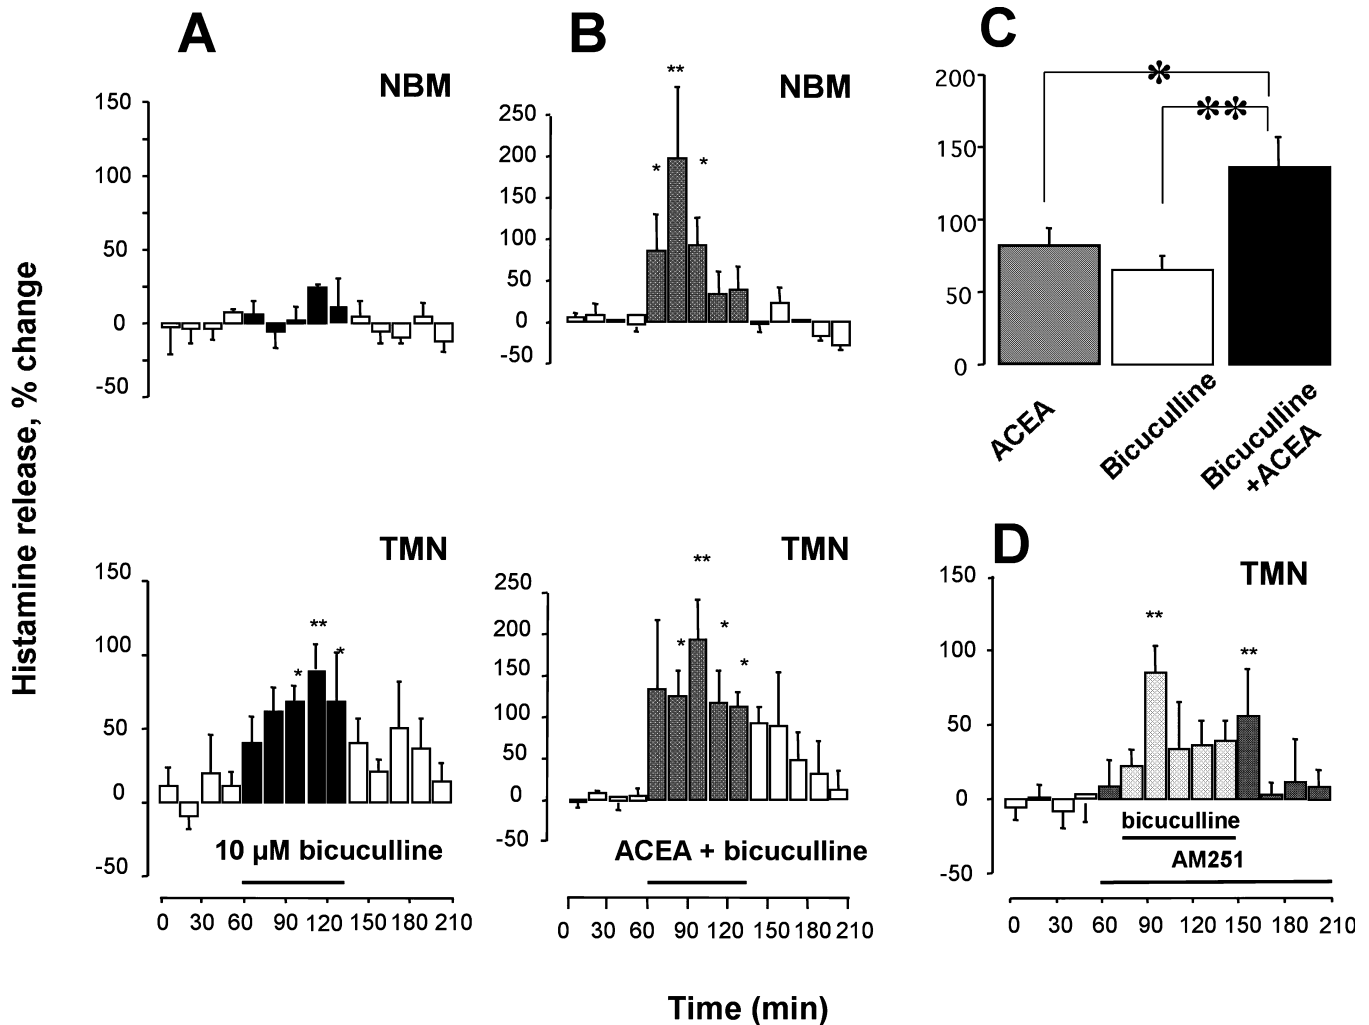 A
B
C
NBM
150
100
50
0
-50
**
NBM
* *
250
200
150
100
50
0
-50
*
**
200
150
100
50
0
ACEA
Bicuculline
Bicuculline
+ACEA
Histamine release, % change
TMN
150
100
50
0
-50
* ** *
10 µM bicuculline
0 30 60 90 120 150 180 210
TMN
250
200
150
100
50
0
-50
* ** * *
ACEA + bicuculline
0 30 60 90 120 150 180 210
D
TMN
150
100
50
0
-50
** **
bicuculline
AM251
0 30 60 90 120 150 180 210
Time (min)